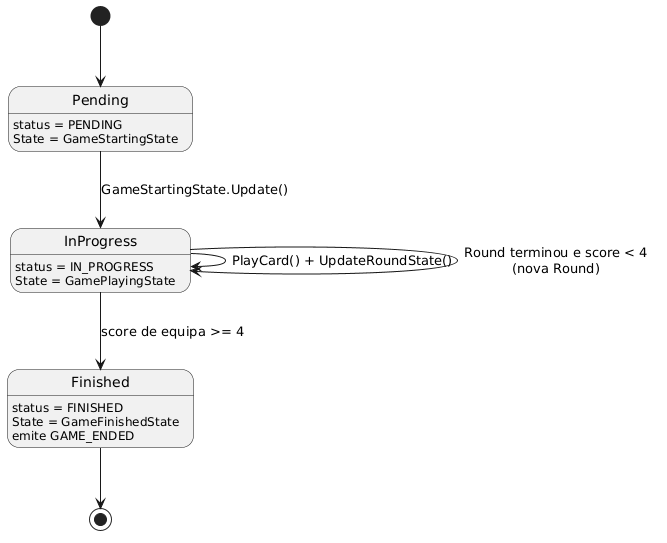 Pending
status = PENDING
State = GameStartingState
GameStartingState.Update()
InProgress
status = IN_PROGRESS
State = GamePlayingState
PlayCard() + UpdateRoundState()
Round terminou e score < 4
(nova Round)
score de equipa >= 4
Finished
status = FINISHED
State = GameFinishedState
emite GAME_ENDED